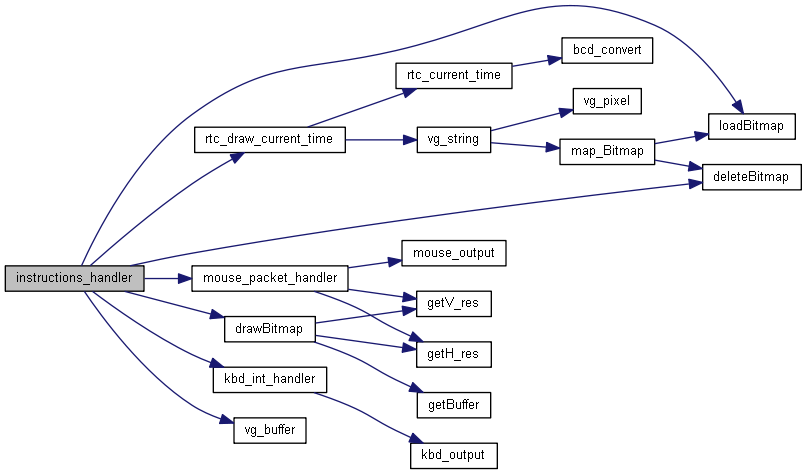 bcd_convert
rtc_current_time
vg_pixel
loadBitmap
rtc_draw_current_time
vg_string
map_Bitmap
deleteBitmap
mouse_output
instructions_handler
mouse_packet_handler
getV_res
drawBitmap
getH_res
kbd_int_handler
getBuffer
vg_buffer
kbd_output